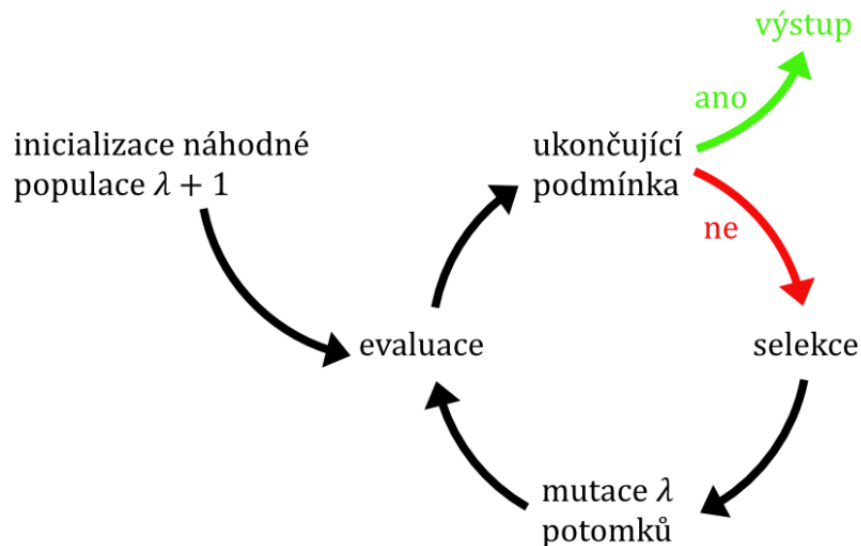 výstup
ano
inicializace náhodné
populace λ + 1
ukončující
podmínka
ne
evaluace
selekce
mutace λ
potomků